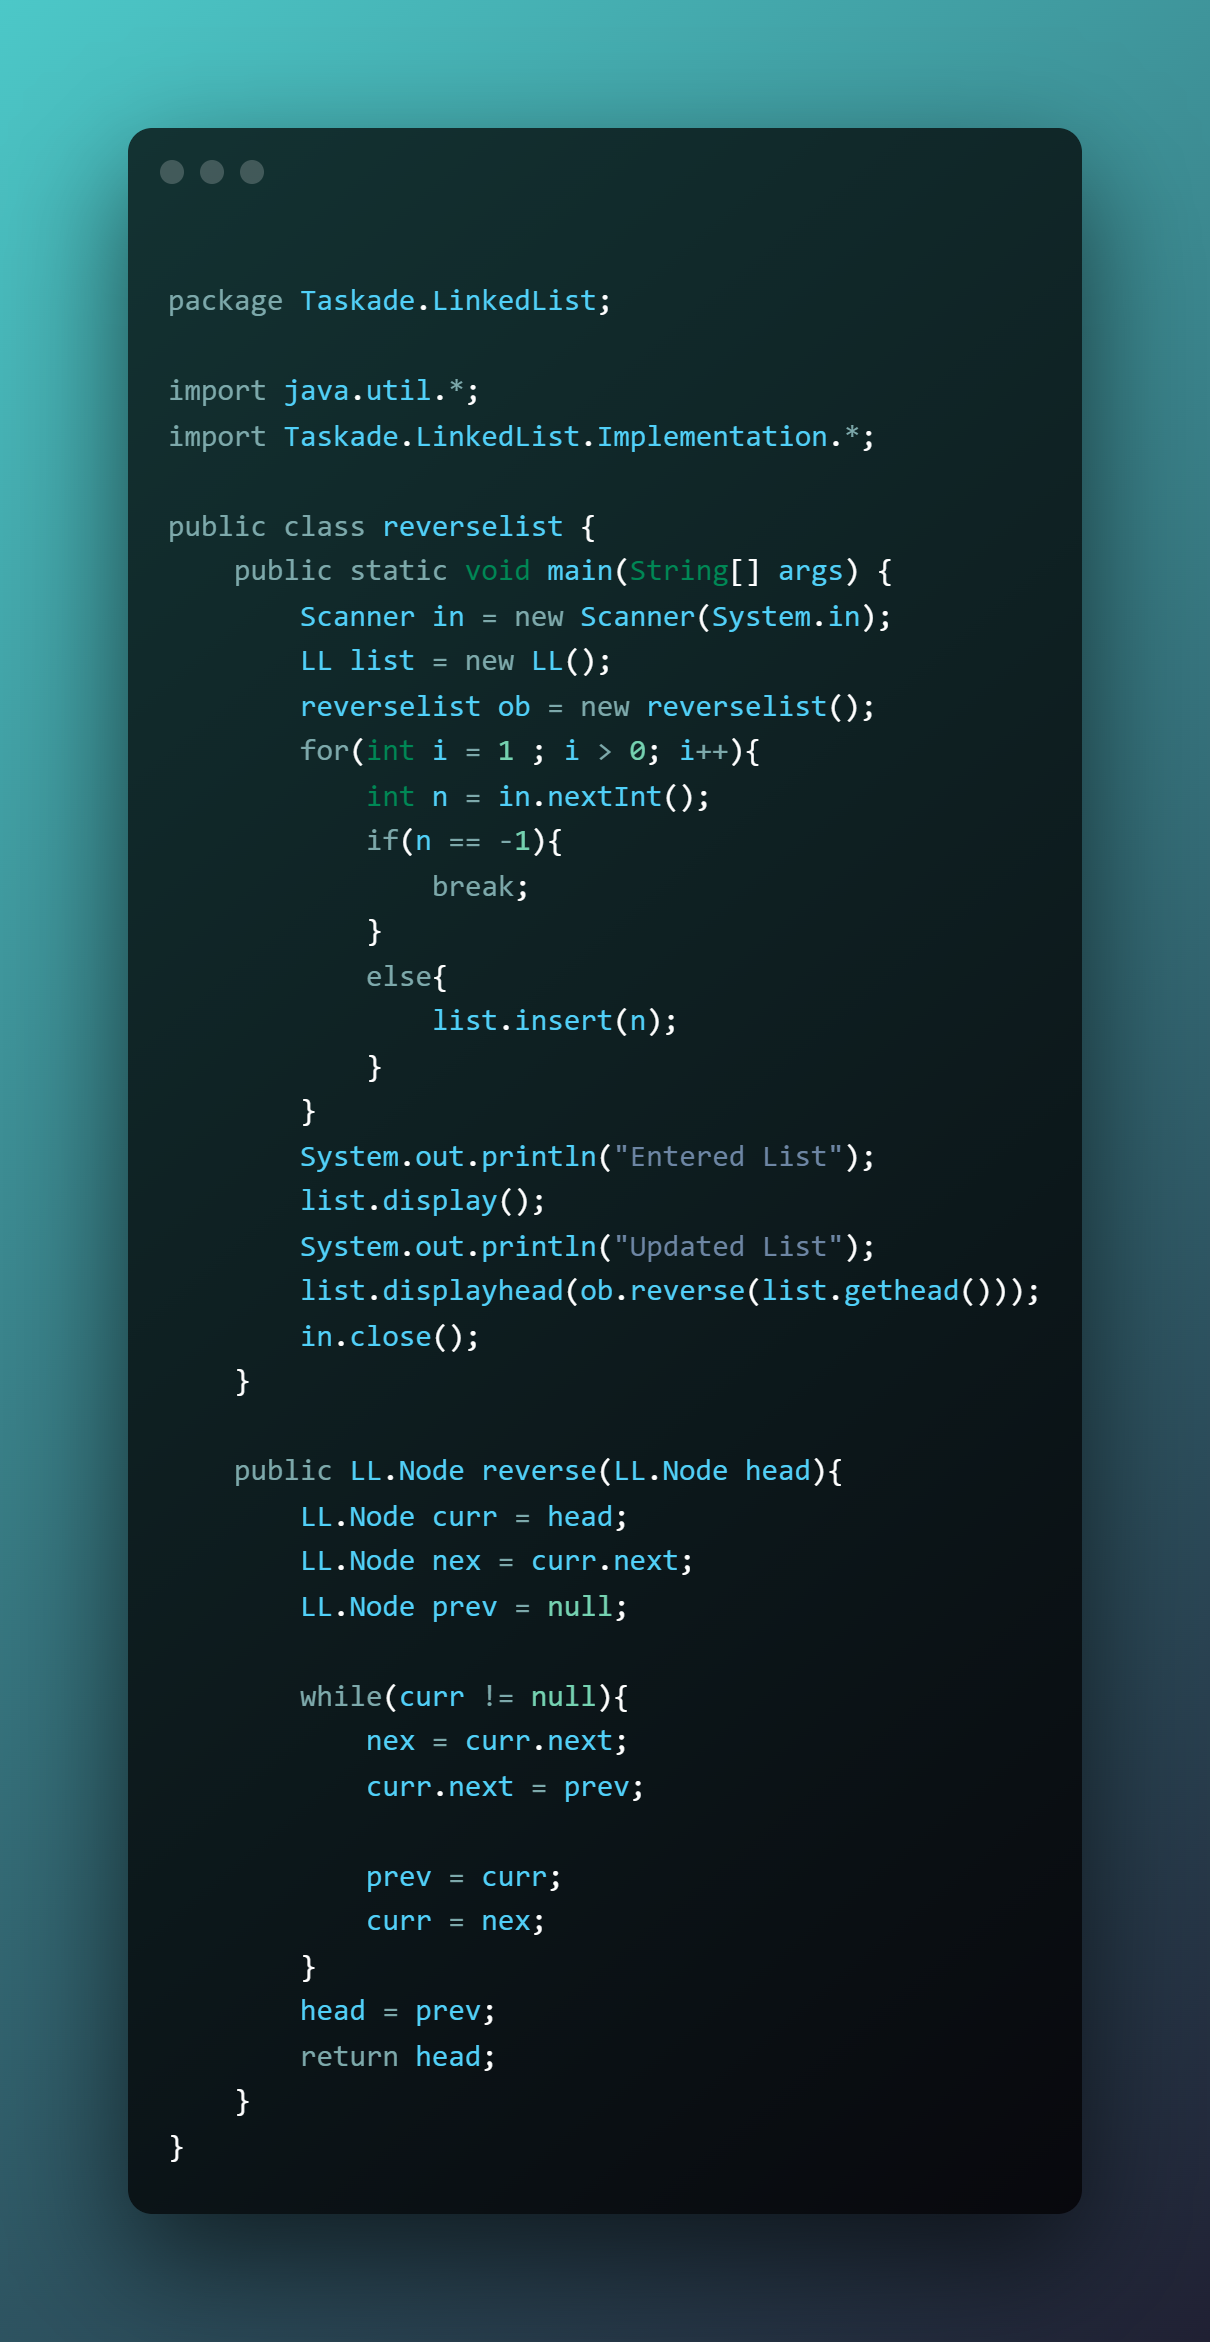 package Taskade.LinkedList;

import java.util.*;
import Taskade.LinkedList.Implementation.*;

public class reverselist {
    public static void main(String[] args) {
        Scanner in = new Scanner(System.in);
        LL list = new LL();
        reverselist ob = new reverselist();
        for(int i = 1 ; i > 0; i++){
            int n = in.nextInt();
            if(n == -1){
                break;
            }
            else{
                list.insert(n);
            }
        }
        System.out.println("Entered List");
        list.display();
        System.out.println("Updated List");
        list.displayhead(ob.reverse(list.gethead()));
        in.close();
    }

    public LL.Node reverse(LL.Node head){
        LL.Node curr = head;
        LL.Node nex = curr.next;
        LL.Node prev = null;

        while(curr != null){
            nex = curr.next;
            curr.next = prev;

            prev = curr;
            curr = nex;
        }
        head = prev;
        return head;
    }
}